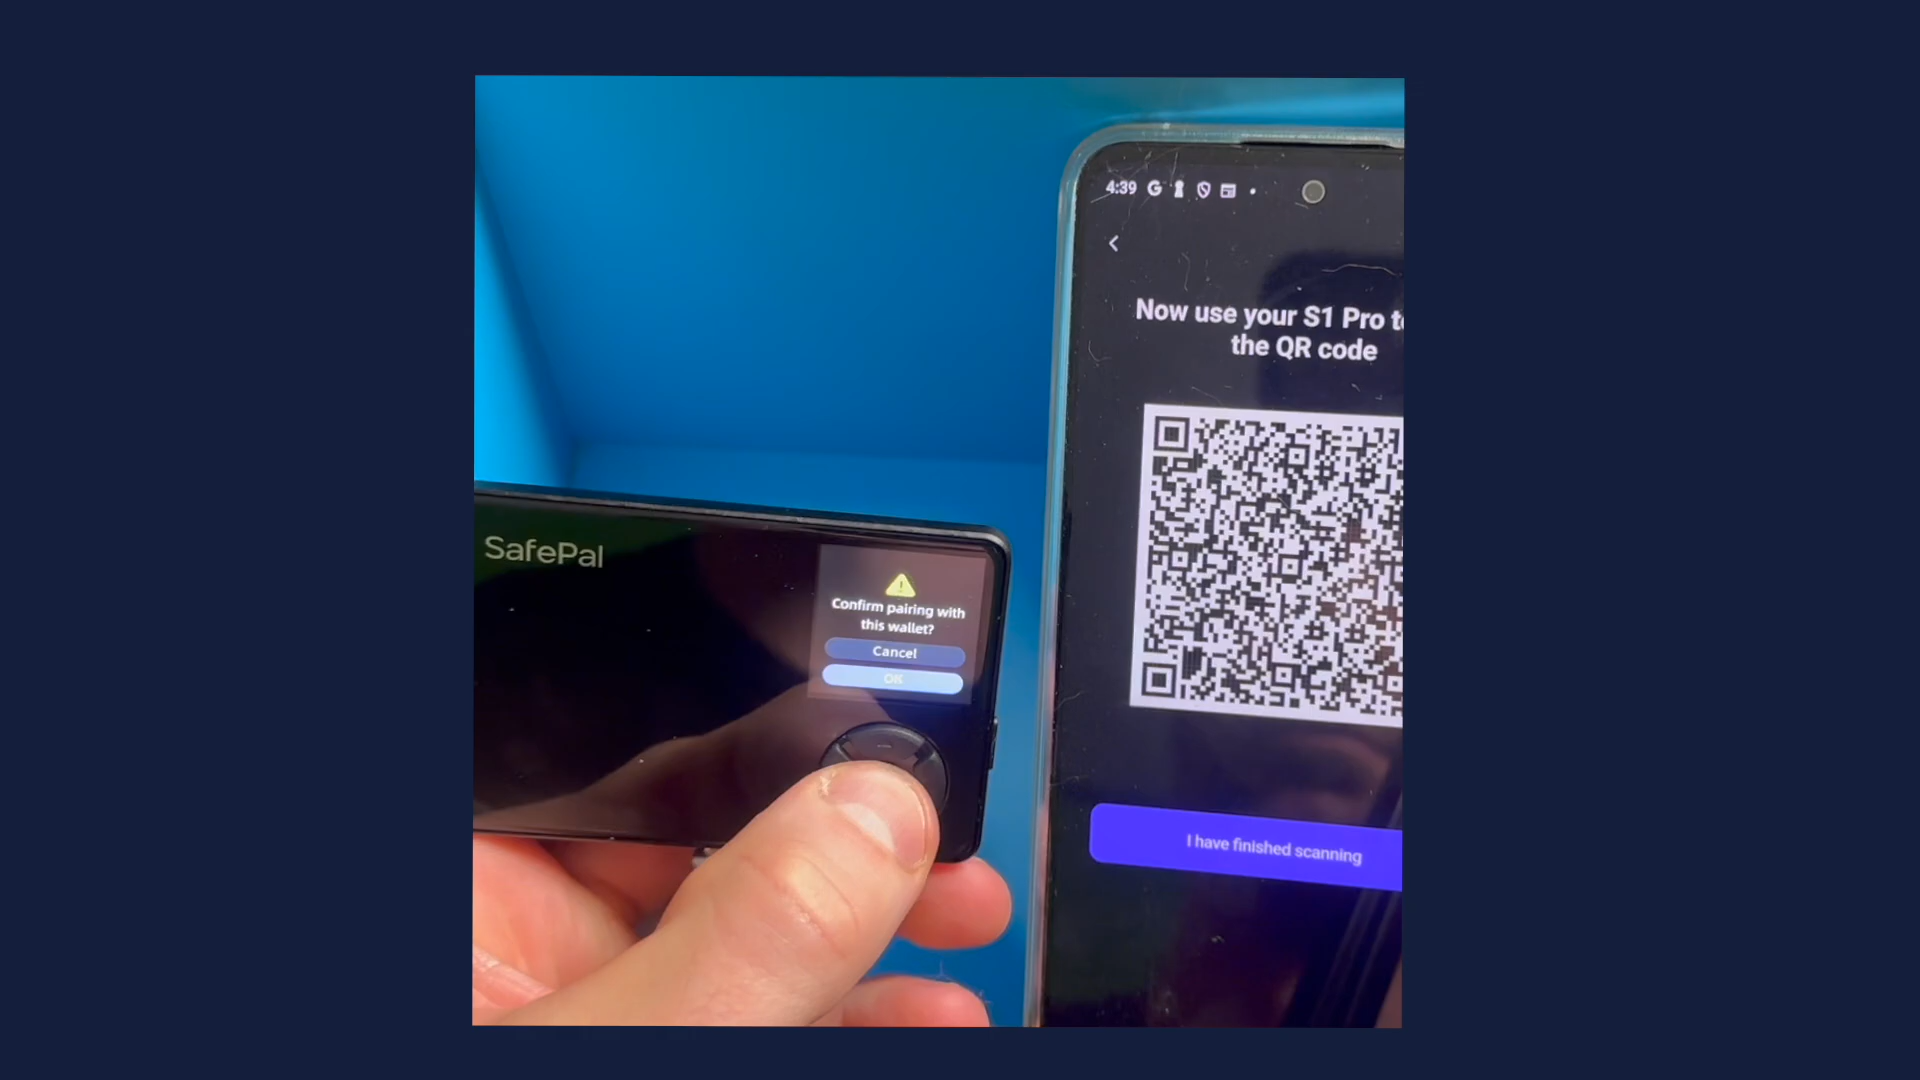 4:39
Now use your S1 Pro t
the QR code
SafePal
Confirm pairing with
this wallet?
Cancel
OK
I have finished scanning